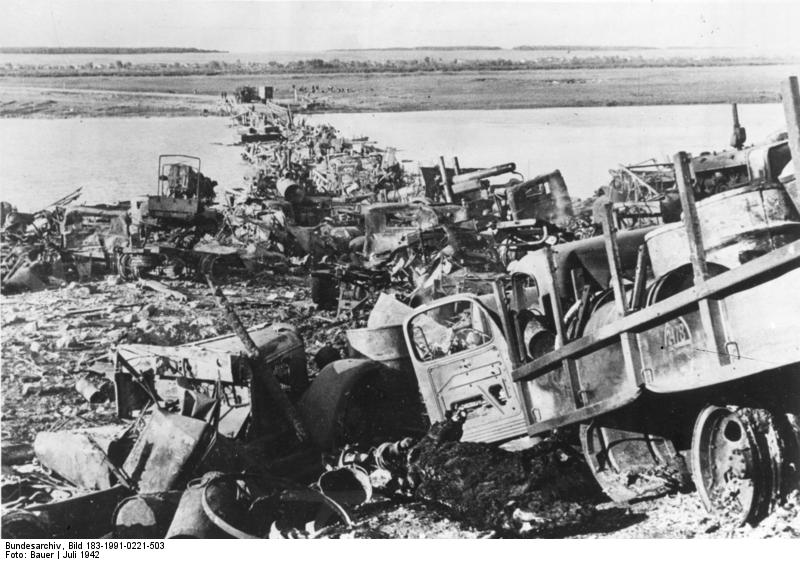 Bundesarchiv, Bild 183-1991-0221-503
Foto: Bauer | Juli 1942